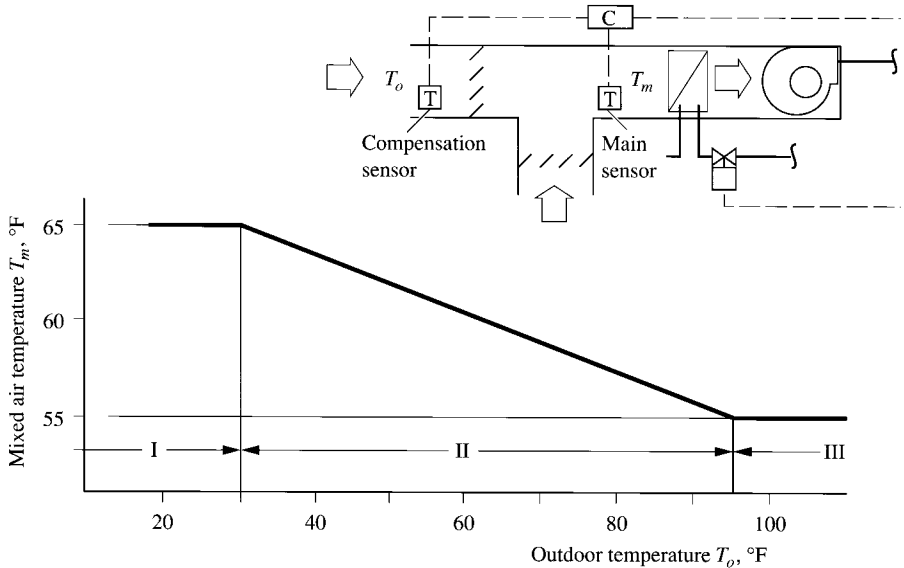 C
T_o
T
T
T_m
Compensation
sensor
Main
sensor
Mixed air temperature T_m, °F
65
60
55
I
II
III
20
40
60
80
100
Outdoor temperature T_o, °F